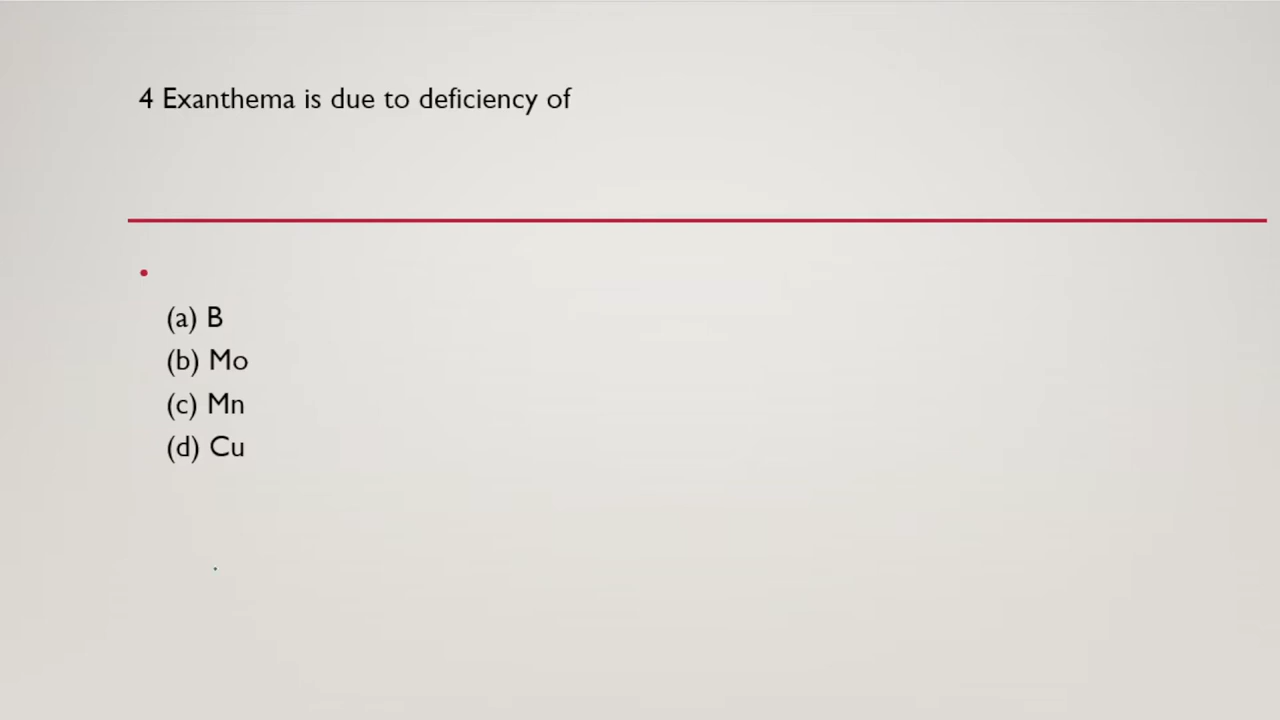 4 Exanthema is due to deficiency of
•
(a) B
(b) Mo
(c) Mn
(d) Cu
.